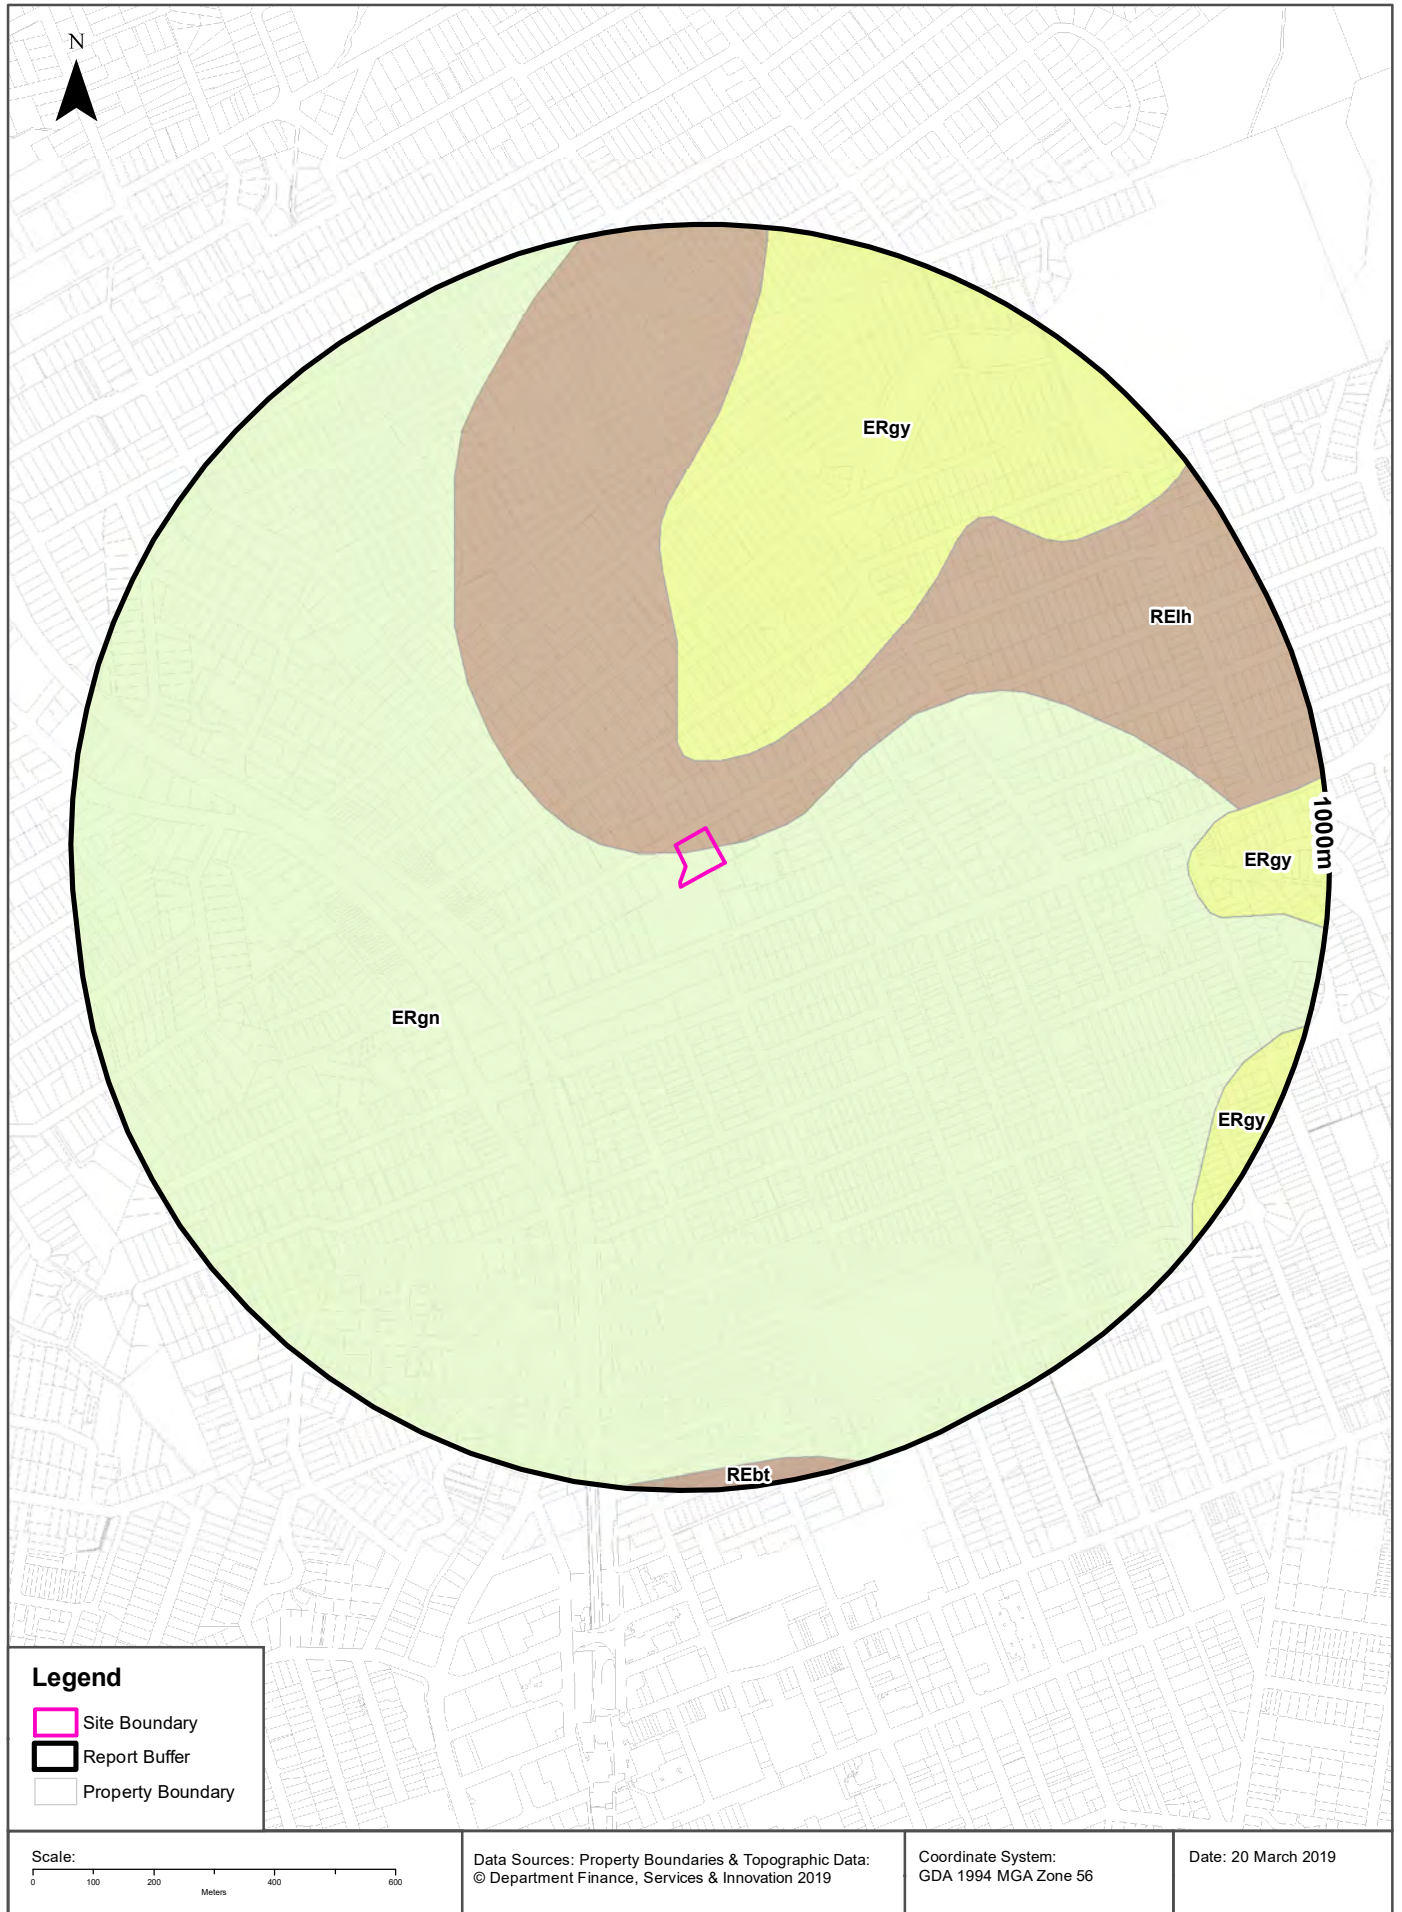 N
ERgy
RElh
1000m
ERgy
ERgn
ERgy
REbt
Legend
Site Boundary
Report Buffer
Property Boundary
Scale:
0 100 200 400 600
Meters
Data Sources: Property Boundaries & Topographic Data:
© Department Finance, Services & Innovation 2019
Coordinate System:
GDA 1994 MGA Zone 56
Date: 20 March 2019